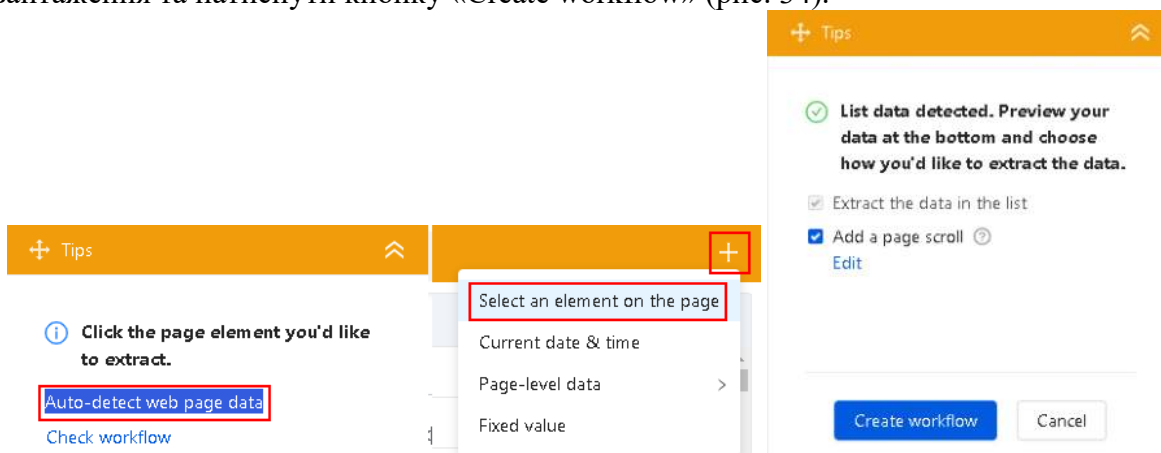 завантаження та натиснути кнопку «Create workflow» (рис. 34).
Tips
Click the page element you'd like
to extract.
Auto-detect web page data
Check workflow
Select an element on the page
Current date & time
Page-level data
Fixed value
Tips
List data detected. Preview your
data at the bottom and choose
how you'd like to extract the data.
Extract the data in the list
Add a page scroll
Edit
Create workflow
Cancel